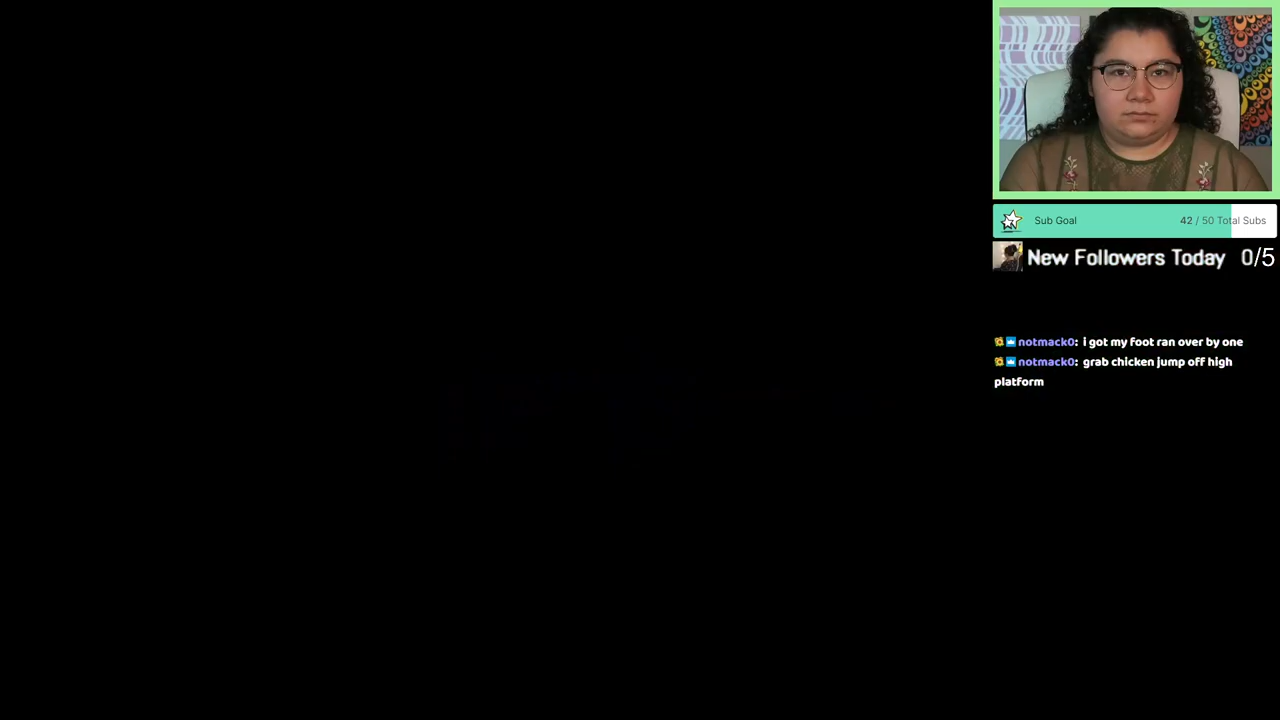 Sub Goal 42 / 50 Total Subs
New Followers Today 0/5
notmack0: i got my foot ran over by one
notmack0: grab chicken jump off high
platform